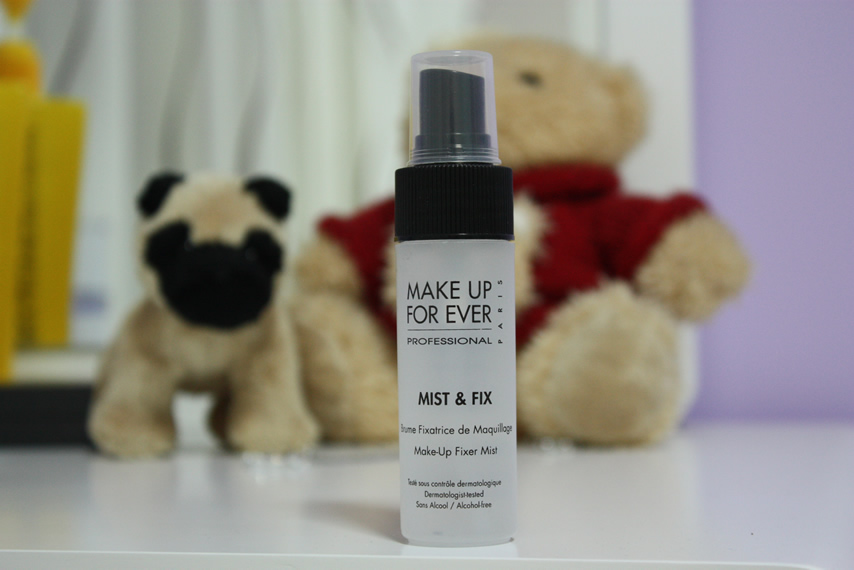 MAKE UP
FOR EVER
PARIS
PROFESSIONAL
MIST & FIX
Brume Fixatrice de Maquillage
Make-Up Fixer Mist
Testé sous contrôle dermatologique
Dermatologist-tested
Sans Alcool / Alcohol-free